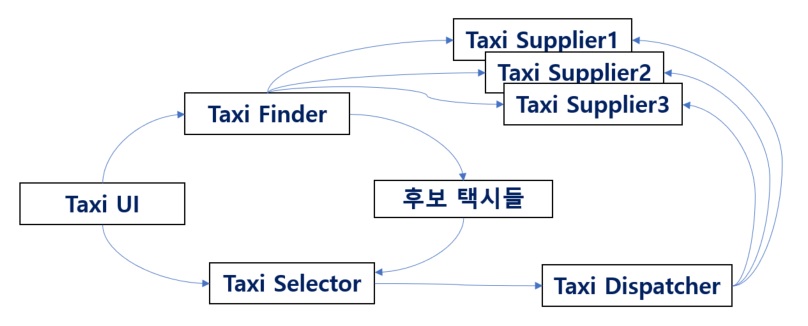 Taxi Supplier1
Taxi Supplier2
Taxi Supplier3
Taxi Finder
Taxi UI
후보 택시들
Taxi Selector
Taxi Dispatcher